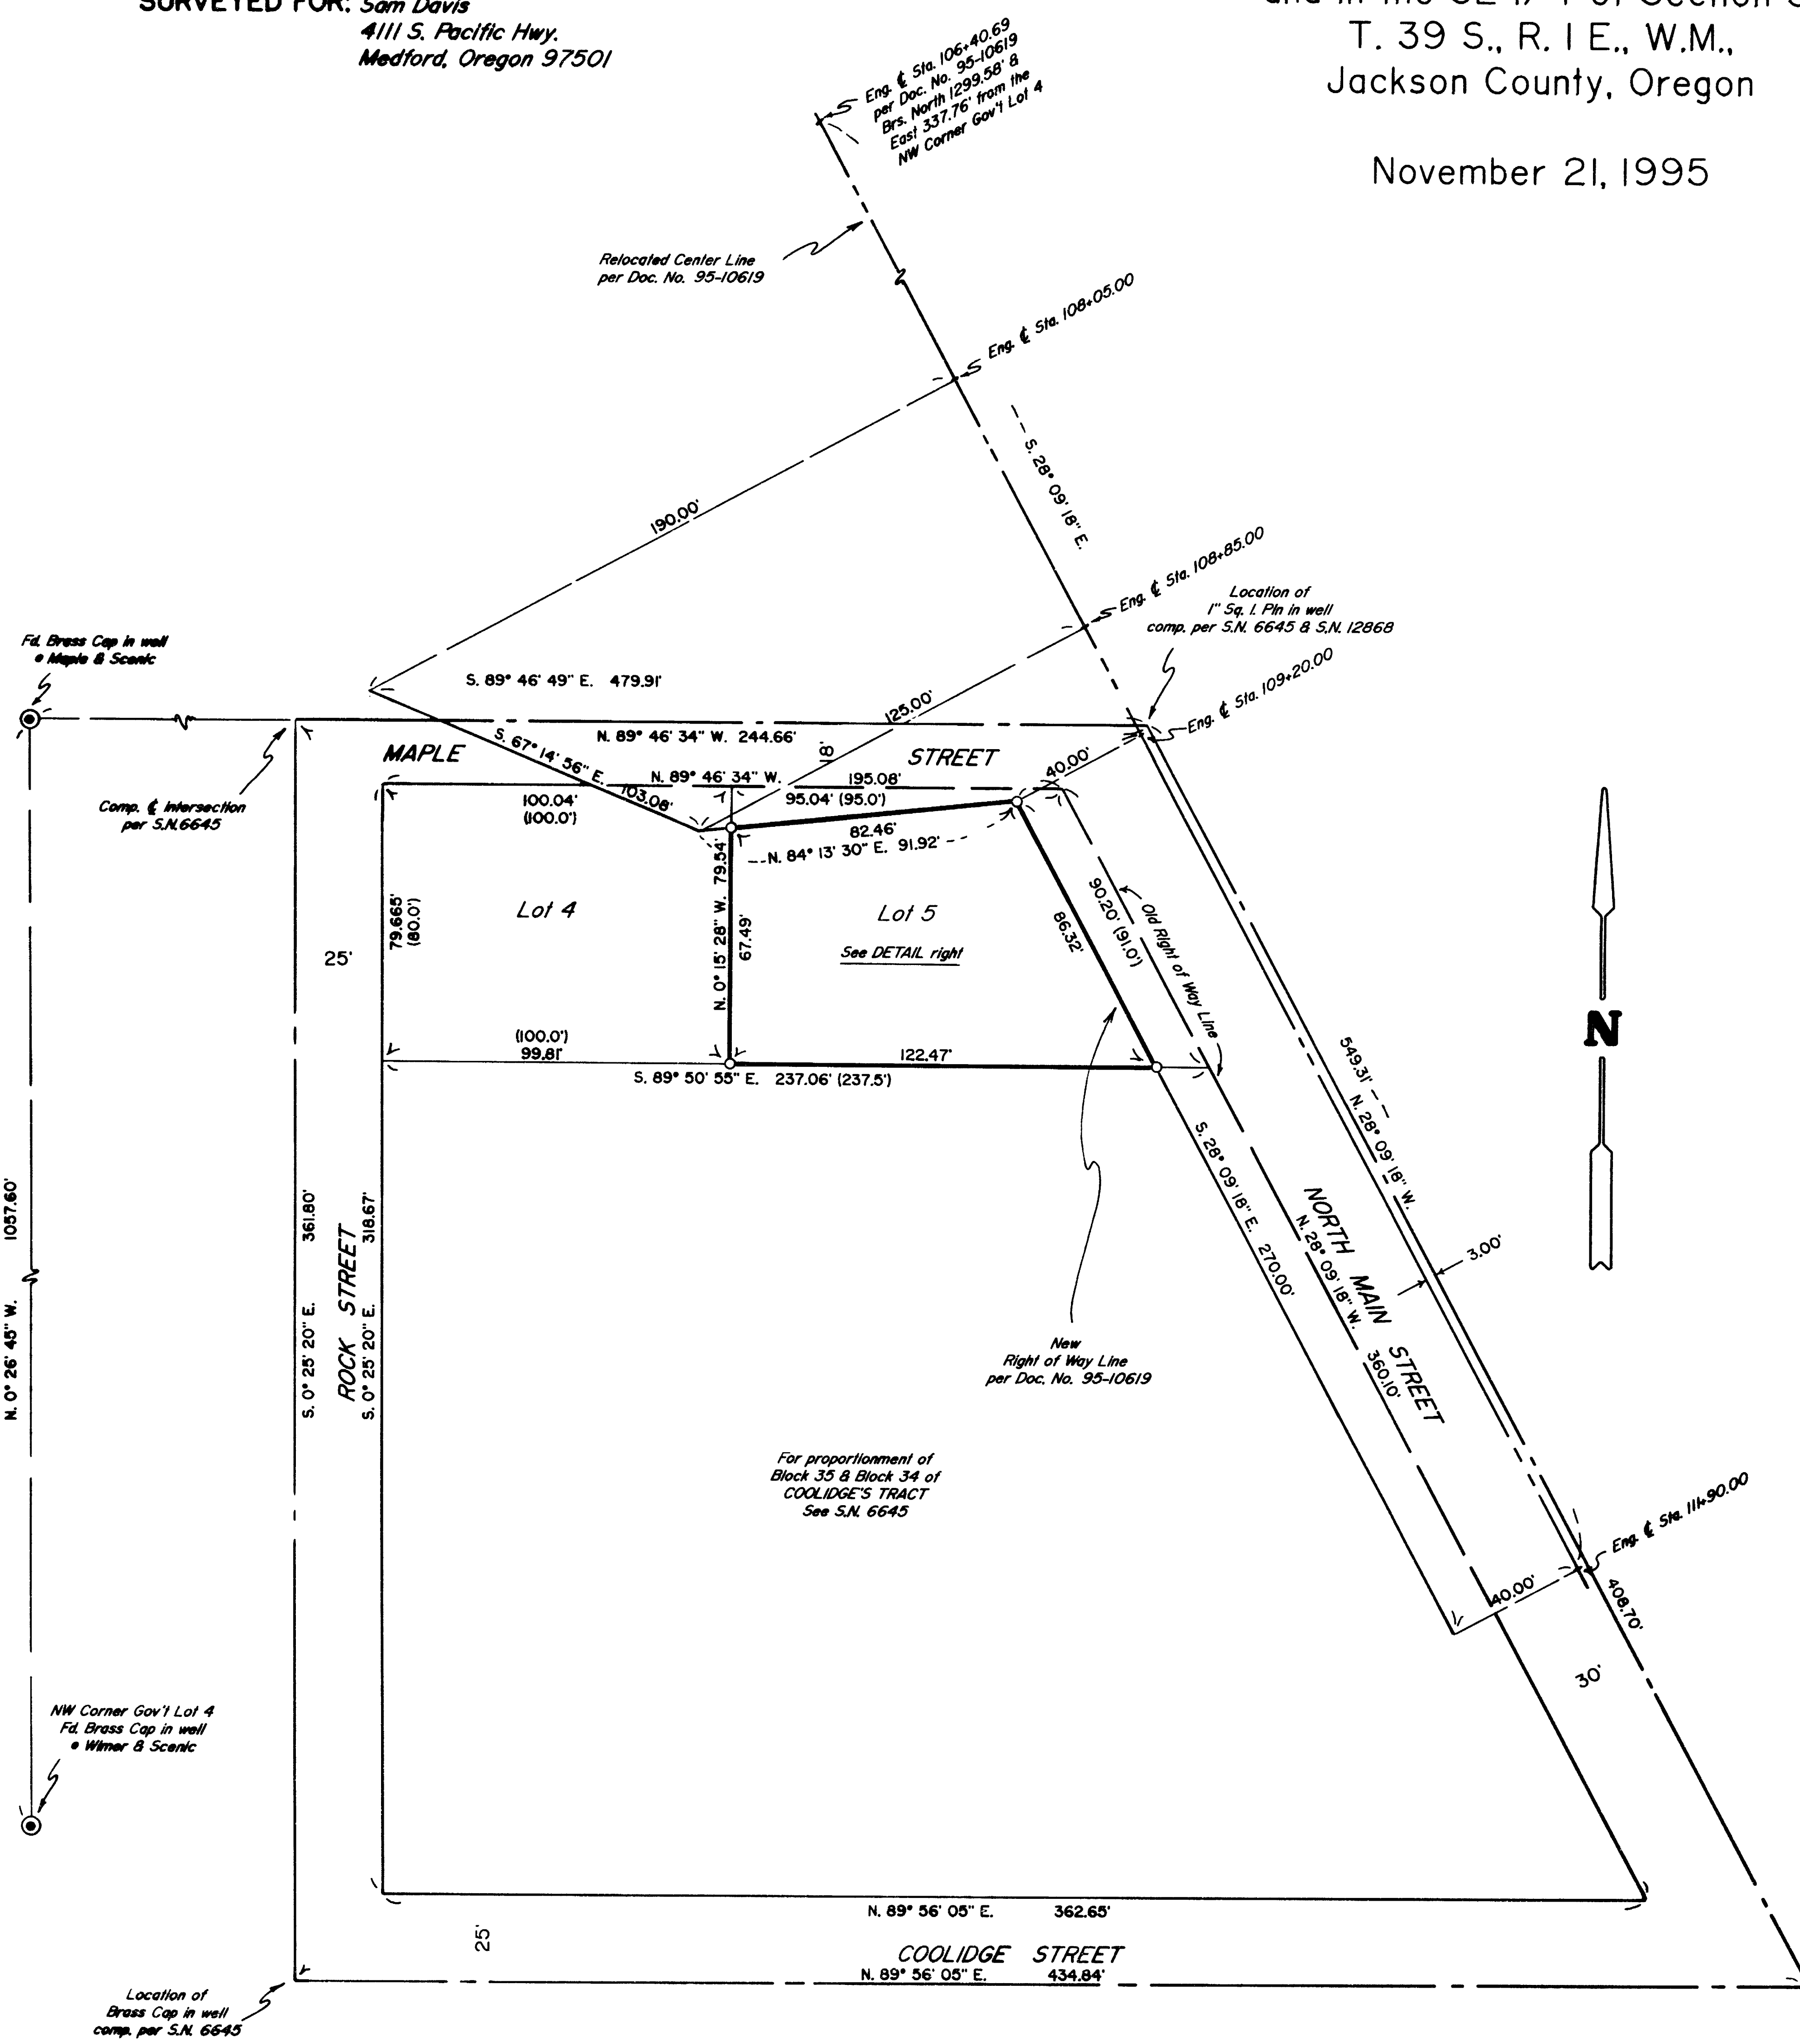 SURVEYED FOR: Sam Davis
4111 S. Pacific Hwy.
Medford, Oregon 97501
T. 39 S., R. 1 E., W.M.,
Jackson County, Oregon
November 21, 1995
Eng. ℄ Sta. 106+40.69
per Doc. No. 95-10619
Brs. North 1299.58' &
East 337.76' from the
NW Corner Gov't Lot 4
Relocated Center Line
per Doc. No. 95-10619
Eng. ℄ Sta. 108+05.00
S. 28° 09' 18" E.
190.00'
Eng. ℄ Sta. 108+85.00
Location of
1" Sq. I. Pin in well
comp. per S.N. 6645 & S.N. 12868
Eng. ℄ Sta. 109+20.00
Fd. Brass Cap in well
@ Maple & Scenic
S. 89° 46' 49" E. 479.91'
125.00'
N. 89° 46' 34" W. 244.66'
18'
MAPLE STREET
S. 67° 14' 56" E.
103.08'
40.00'
N. 89° 46' 34" W. 195.08'
100.04'
(100.0')
95.04' (95.0')
Comp. ℄ Intersection
per S.N. 6645
82.46'
N. 84° 13' 30" E. 91.92'
79.665'
(80.0')
Lot 4
N. 0° 15' 28" W. 79.54'
67.49'
Lot 5
See DETAIL right
86.32'
90.20' (91.0')
Old Right of Way Line
25'
N
(100.0')
99.81'
122.47'
S. 89° 50' 55" E. 237.06' (237.5')
549.31'
N. 28° 09' 18" W.
S. 28° 09' 18" E. 270.00'
NORTH MAIN STREET
N. 28° 09' 18" W. 360.10'
3.00'
N. 0° 26' 45" W. 1057.60'
S. 0° 25' 20" E. 361.80'
ROCK STREET
S. 0° 25' 20" E. 318.67'
New
Right of Way Line
per Doc. No. 95-10619
For proportionment of
Block 35 & Block 34 of
COOLIDGE'S TRACT
See S.N. 6645
Eng. ℄ Sta. 111+90.00
40.00'
408.70'
30'
NW Corner Gov't Lot 4
Fd. Brass Cap in well
@ Wimer & Scenic
N. 89° 56' 05" E. 362.65'
25'
COOLIDGE STREET
N. 89° 56' 05" E. 434.84'
Location of
Brass Cap in well
comp. per S.N. 6645